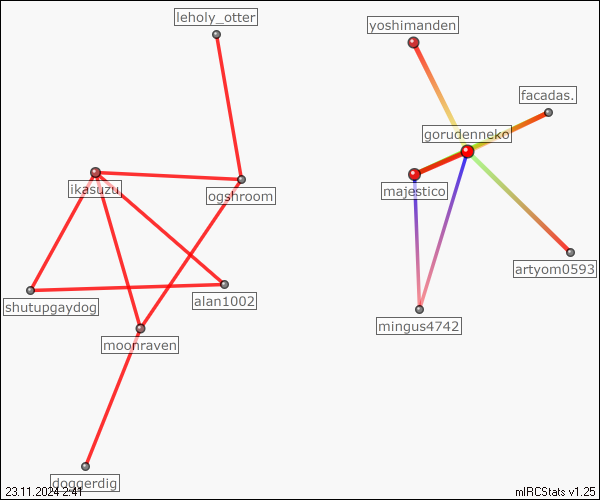 leholy_otter
yoshimanden
facadas.
gorudenneko
ikasuzu
majestico
ogshroom
artyom0593
shutupgaydog
alan1002
mingus4742
moonraven
doggerdig
23.11.2024 2:41
mIRCStats v1.25